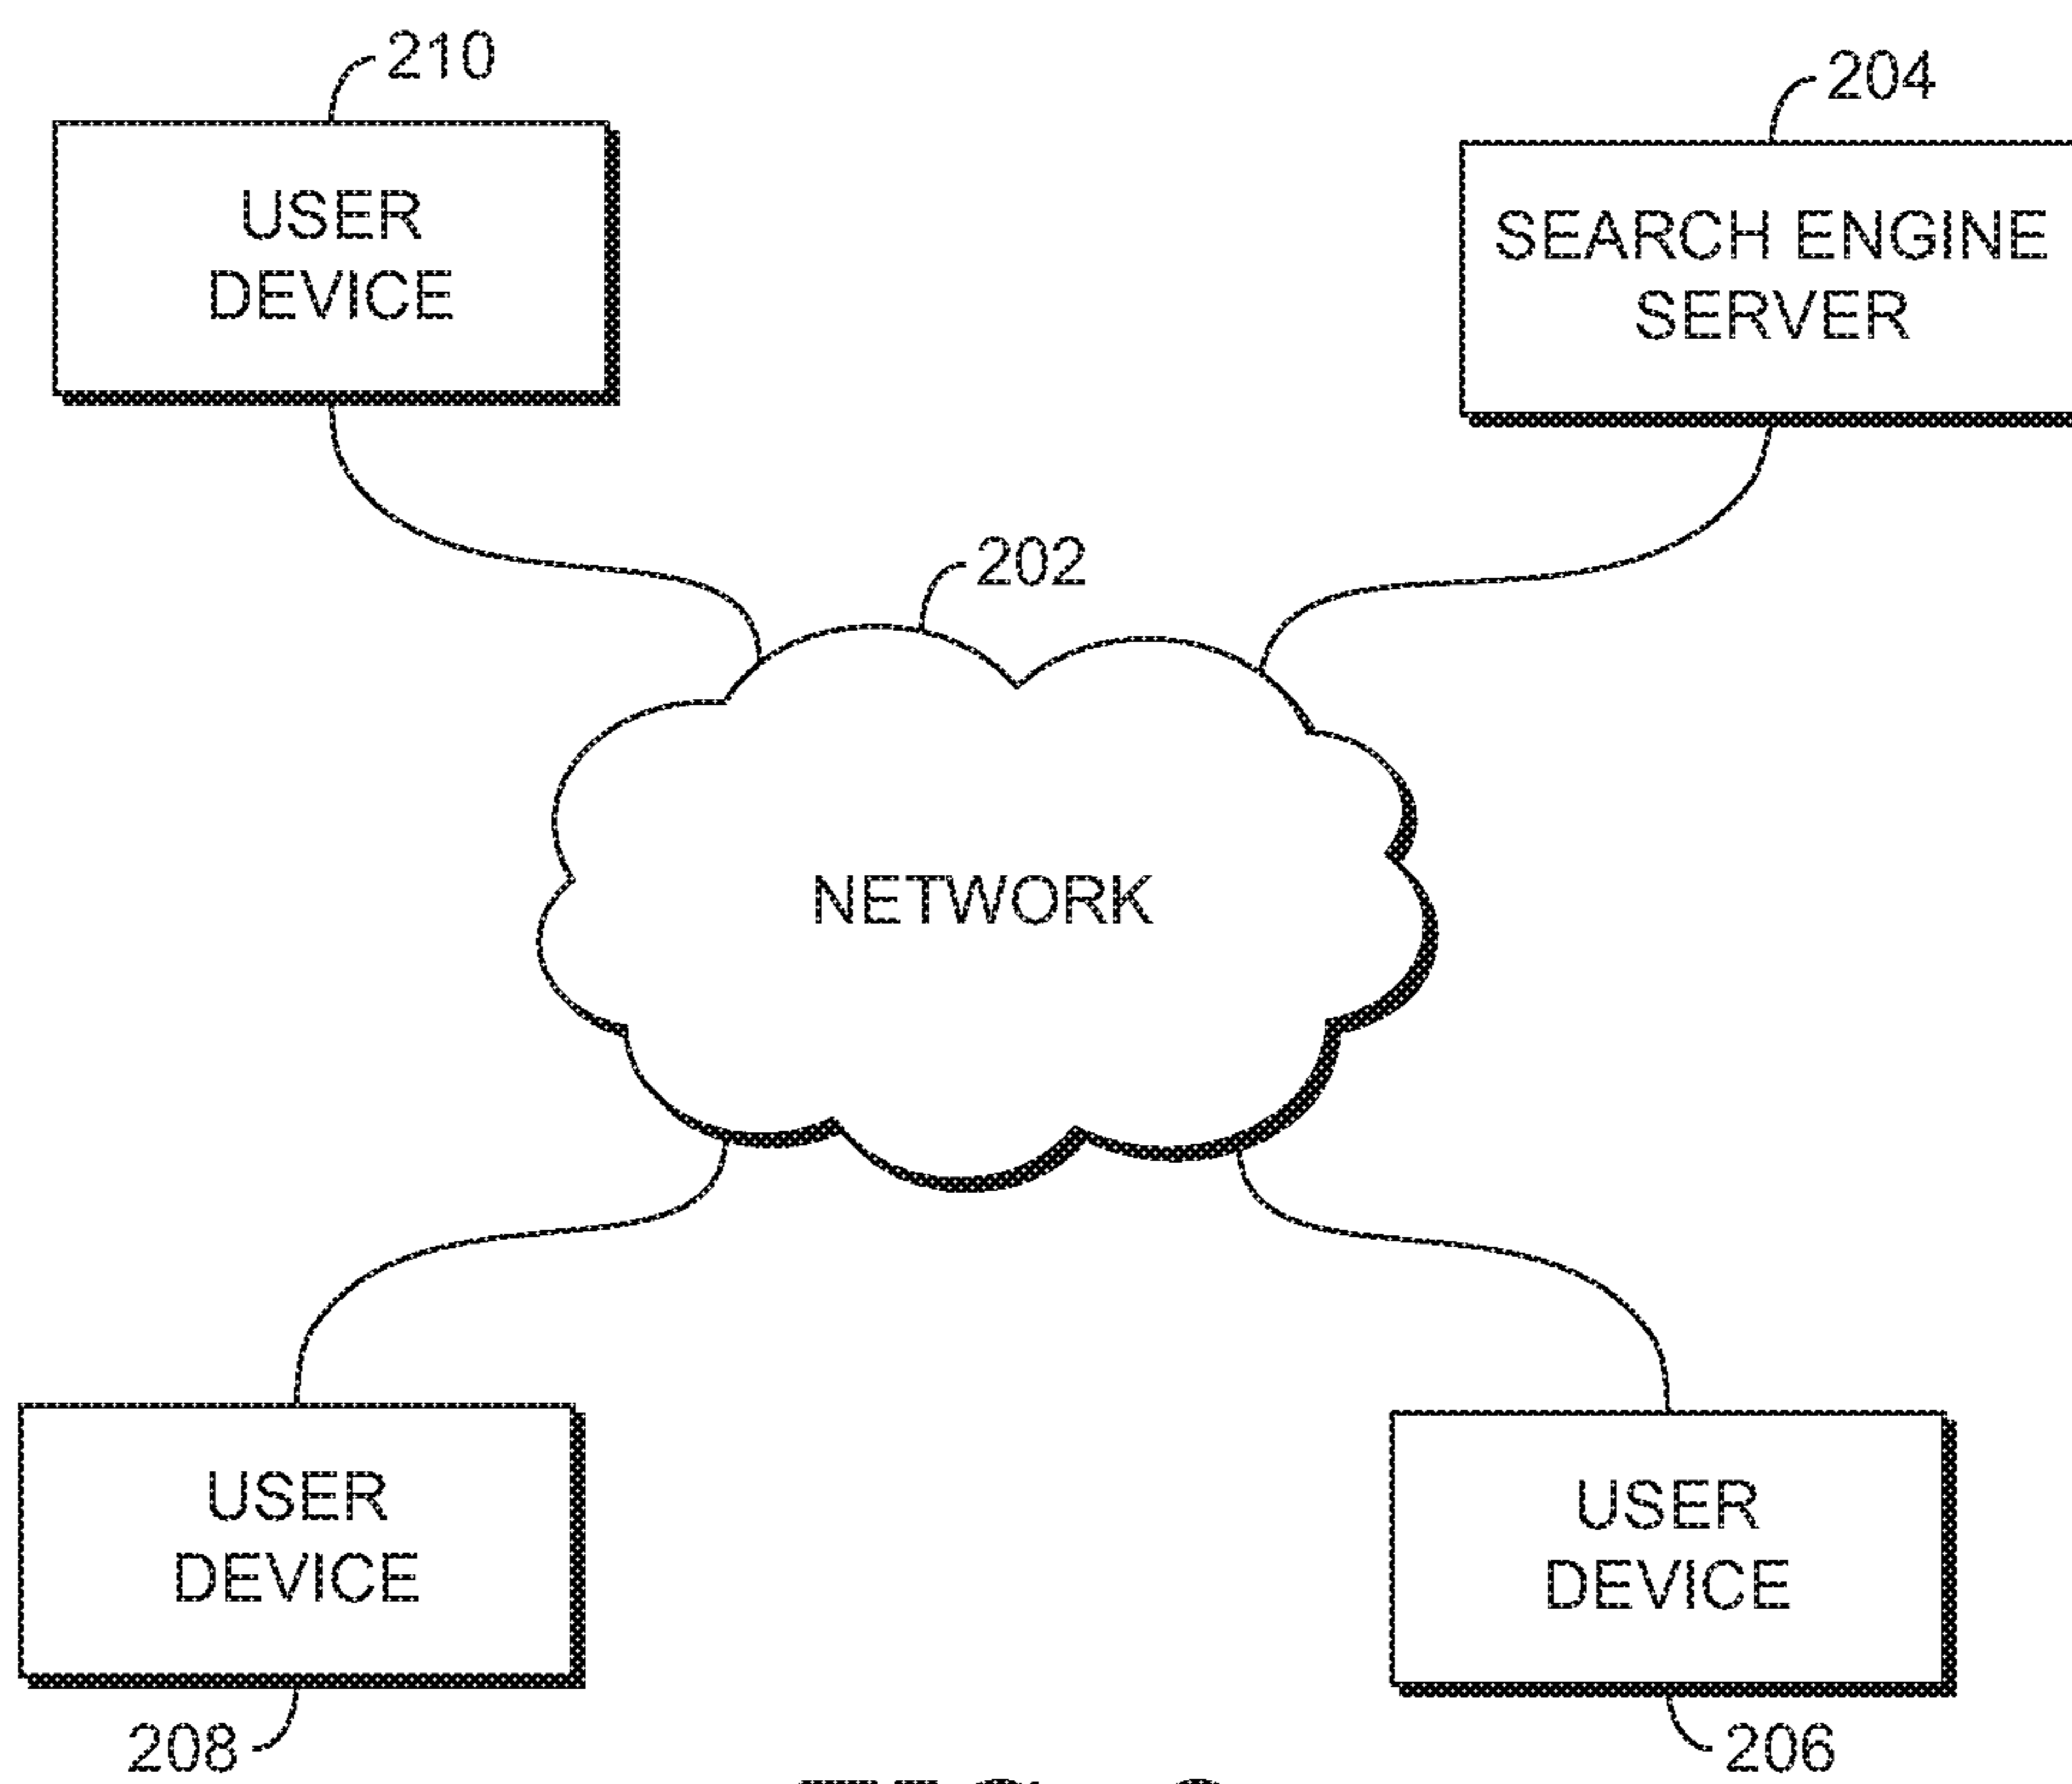 210
USER
DEVICE
204
SEARCH ENGINE
SERVER
202
NETWORK
USER
DEVICE
208
USER
DEVICE
206